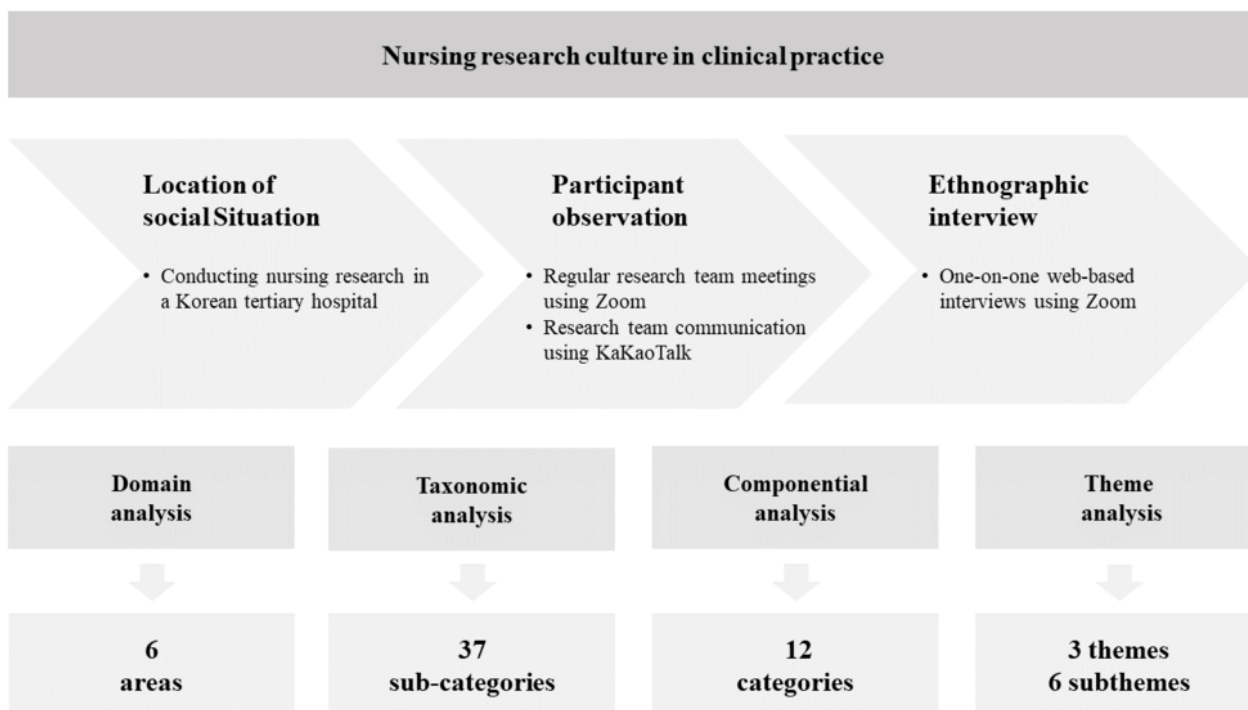 Nursing research culture in clinical practice
Location of
social Situation
• Conducting nursing research in
a Korean tertiary hospital
Participant
observation
• Regular research team meetings
using Zoom
• Research team communication
using KaKaoTalk
Ethnographic
interview
• One-on-one web-based
interviews using Zoom
Domain
analysis
Taxonomic
analysis
Componential
analysis
Theme
analysis
6
areas
37
sub-categories
12
categories
3 themes
6 subthemes